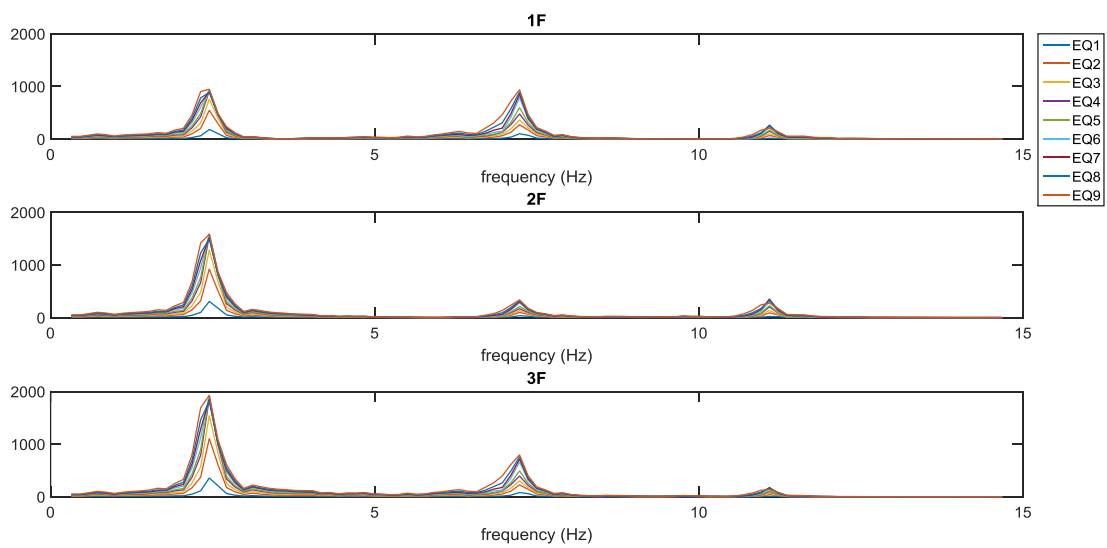 1F
2000
1000
0
0 5 10 15
frequency (Hz)
EQ1
EQ2
EQ3
EQ4
EQ5
EQ6
EQ7
EQ8
EQ9
2F
2000
1000
0
0 5 10 15
frequency (Hz)
3F
2000
1000
0
0 5 10 15
frequency (Hz)